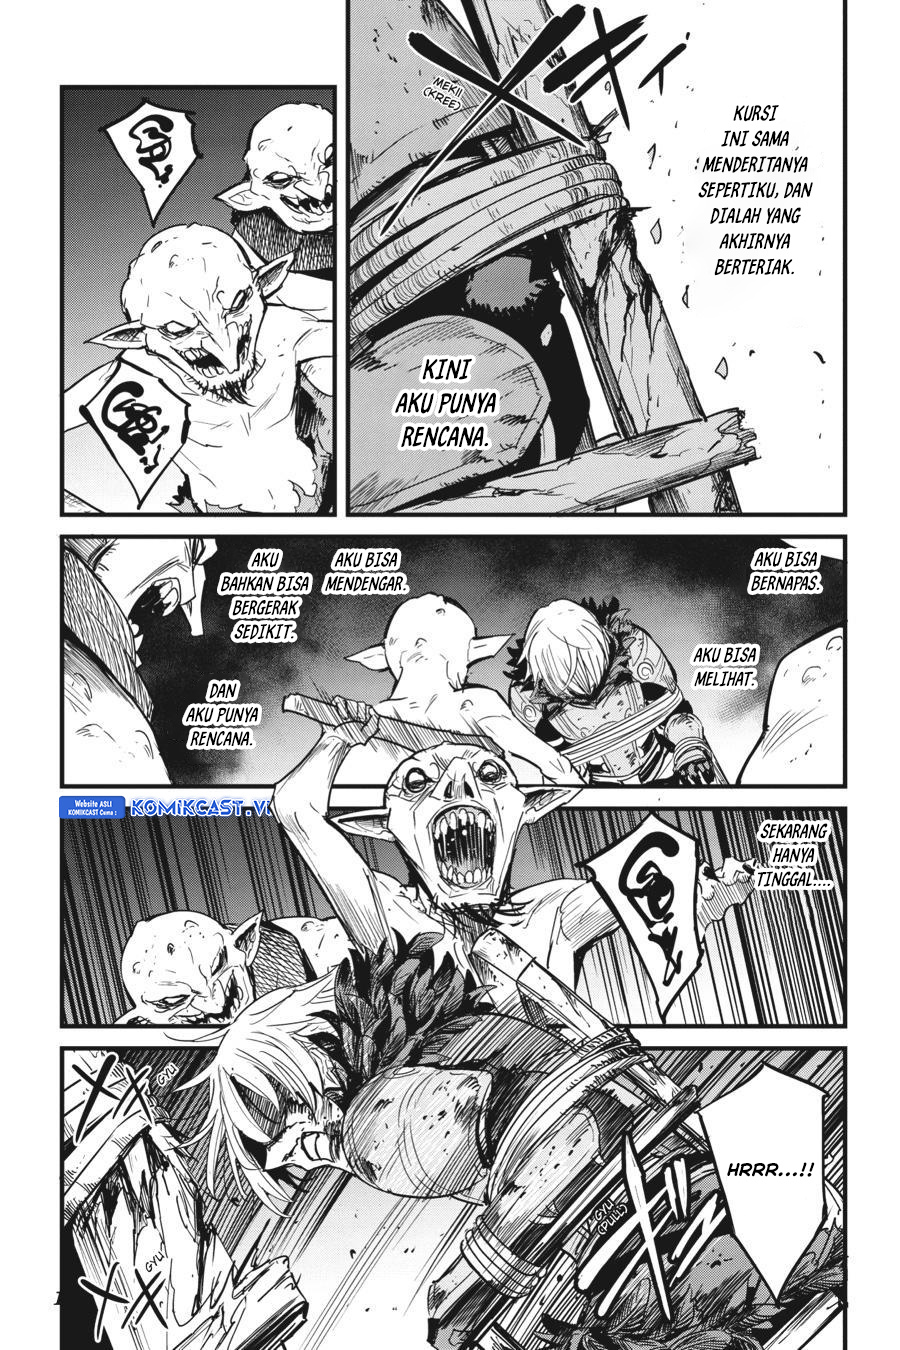 KURSI
INI SAMA
MENDERITANYA
SEPERTIKU, DAN
DIALAH YANG
AKHIRNYA
BERTERIAK.
MEKII
(KREE)
KINI
AKU PUNYA
RENCANA.
AKU BISA
BERNAPAS.
AKU BISA
MELIHAT.
AKU BISA
MENDENGAR.
AKU
BAHKAN BISA
BERGERAK
SEDIKIT.
DAN
AKU PUNYA
RENCANA.
Website ASLI
KOMIKCAST Cuma :
KOMIKCAST.V
SEKARANG
HANYA
TINGGAL....
HRRR...!!
GYU
GYU
(PULL)
GYU